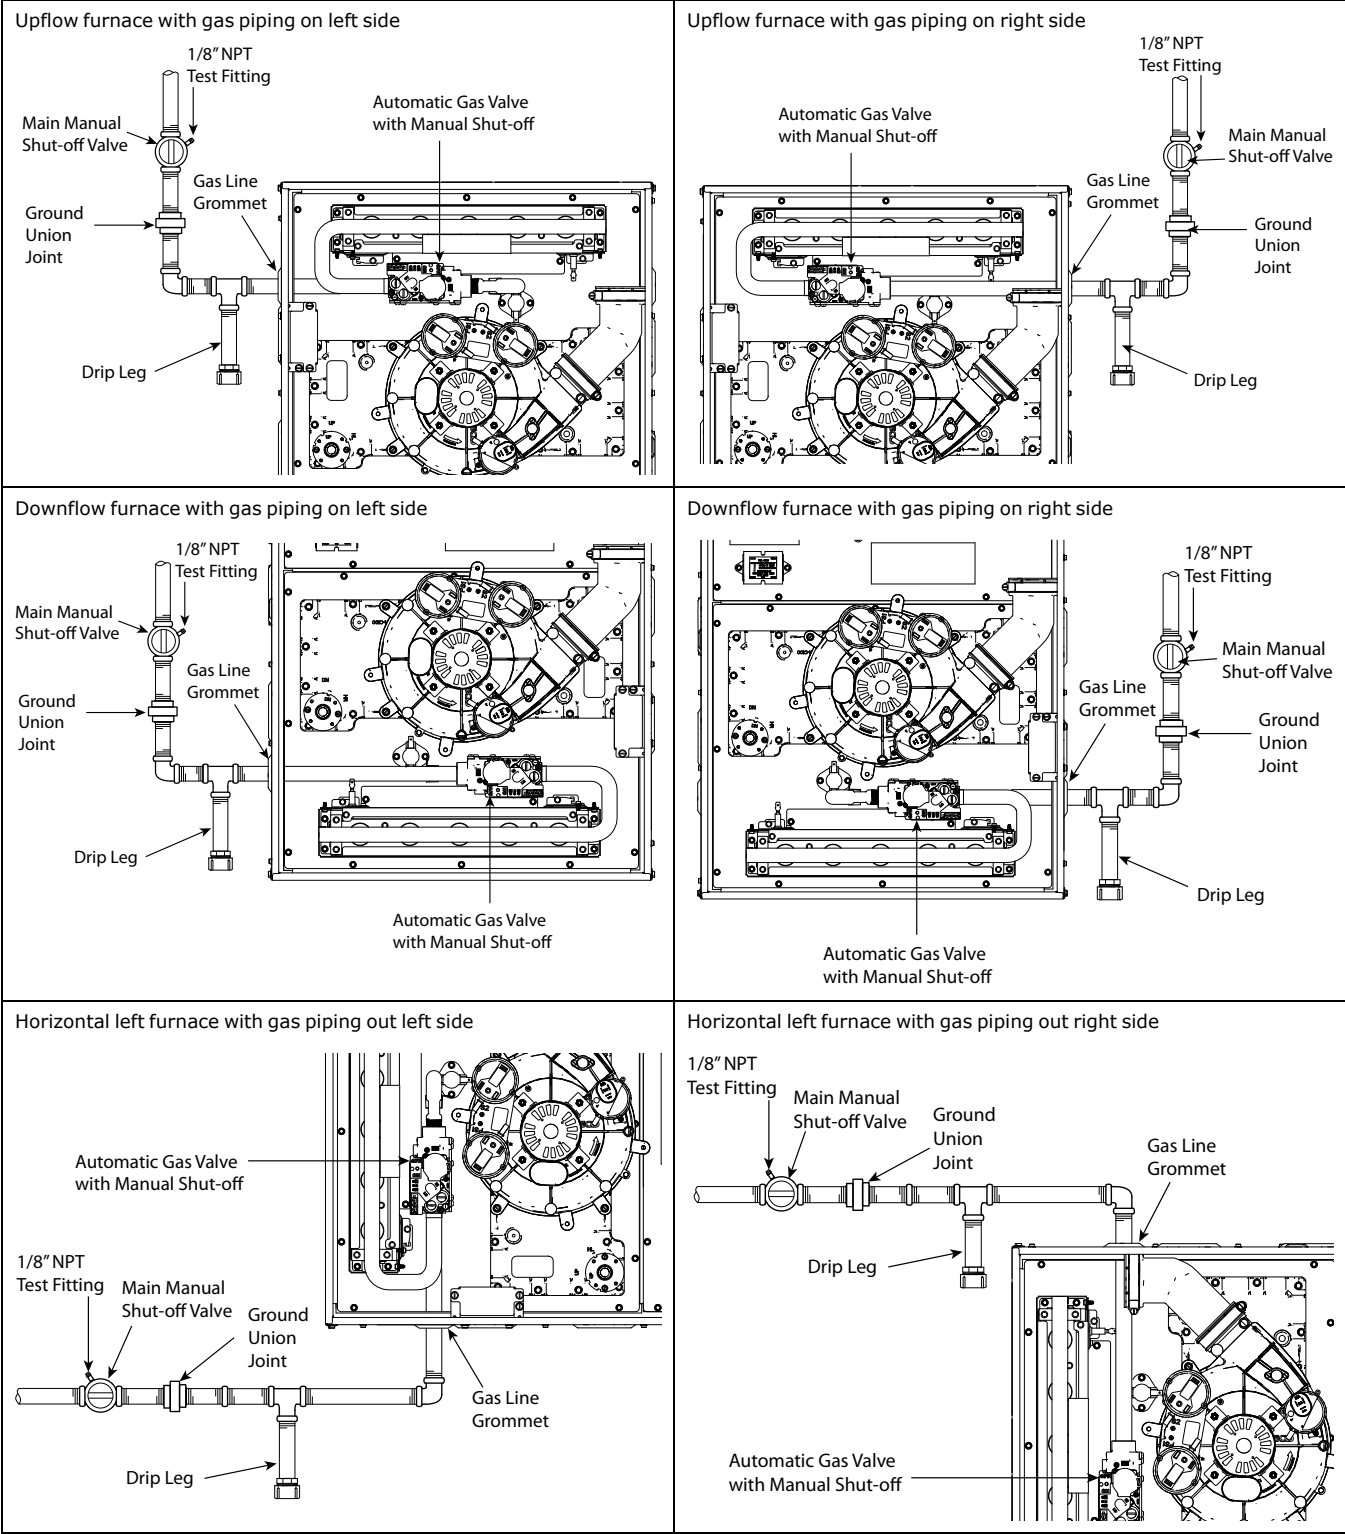 Upflow furnace with gas piping on left side
1/8" NPT
Test Fitting
Automatic Gas Valve
with Manual Shut-off
Main Manual
Shut-off Valve
Gas Line
Grommet
Ground
Union
Joint
Drip Leg
Upflow furnace with gas piping on right side
1/8" NPT
Test Fitting
Automatic Gas Valve
with Manual Shut-off
Main Manual
Shut-off Valve
Gas Line
Grommet
Ground
Union
Joint
Drip Leg
Downflow furnace with gas piping on left side
1/8" NPT
Test Fitting
Main Manual
Shut-off Valve
Gas Line
Grommet
Ground
Union
Joint
Drip Leg
Automatic Gas Valve
with Manual Shut-off
Downflow furnace with gas piping on right side
1/8" NPT
Test Fitting
Main Manual
Shut-off Valve
Gas Line
Grommet
Ground
Union
Joint
Drip Leg
Automatic Gas Valve
with Manual Shut-off
Horizontal left furnace with gas piping out left side
Automatic Gas Valve
with Manual Shut-off
1/8" NPT
Test Fitting
Main Manual
Shut-off Valve
Ground
Union
Joint
Gas Line
Grommet
Drip Leg
Horizontal left furnace with gas piping out right side
1/8" NPT
Test Fitting
Main Manual
Shut-off Valve
Ground
Union
Joint
Gas Line
Grommet
Drip Leg
Automatic Gas Valve
with Manual Shut-off